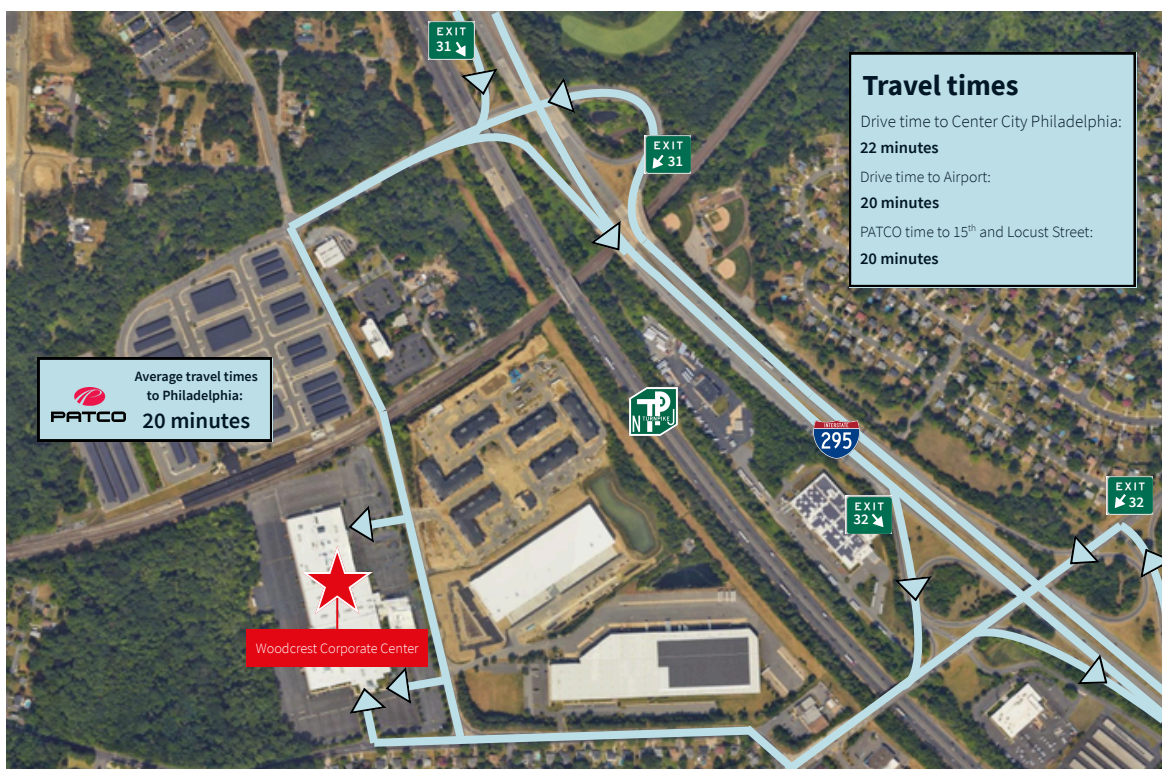 EXIT
31
Travel times
Drive time to Center City Philadelphia:
22 minutes
Drive time to Airport:
20 minutes
PATCO time to 15th and Locust Street:
20 minutes
EXIT
31
PATCO
Average travel times
to Philadelphia:
20 minutes
N TP J
TURNPIKE
INTERSTATE
295
EXIT
32
EXIT
32
Woodcrest Corporate Center